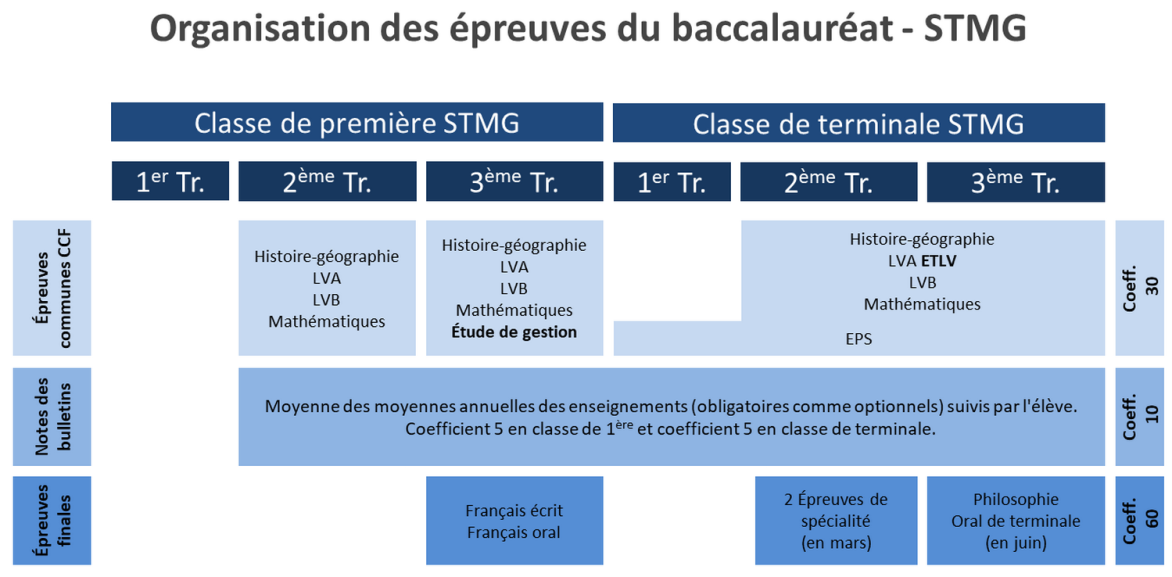 Organisation des épreuves du baccalauréat - STMG
Classe de première STMG
Classe de terminale STMG
1er Tr.
2ème Tr.
3ème Tr.
1er Tr.
2ème Tr.
3ème Tr.
Épreuves
communes CCF
Histoire-géographie
LVA
LVB
Mathématiques
Histoire-géographie
LVA
LVB
Mathématiques
Étude de gestion
Histoire-géographie
LVA ETLV
LVB
Mathématiques
EPS
Coeff.
30
Notes des
bulletins
Moyenne des moyennes annuelles des enseignements (obligatoires comme optionnels) suivis par l'élève.
Coefficient 5 en classe de 1ère et coefficient 5 en classe de terminale.
Coeff.
10
Épreuves
finales
Français écrit
Français oral
2 Épreuves de
spécialité
(en mars)
Philosophie
Oral de terminale
(en juin)
Coeff.
60